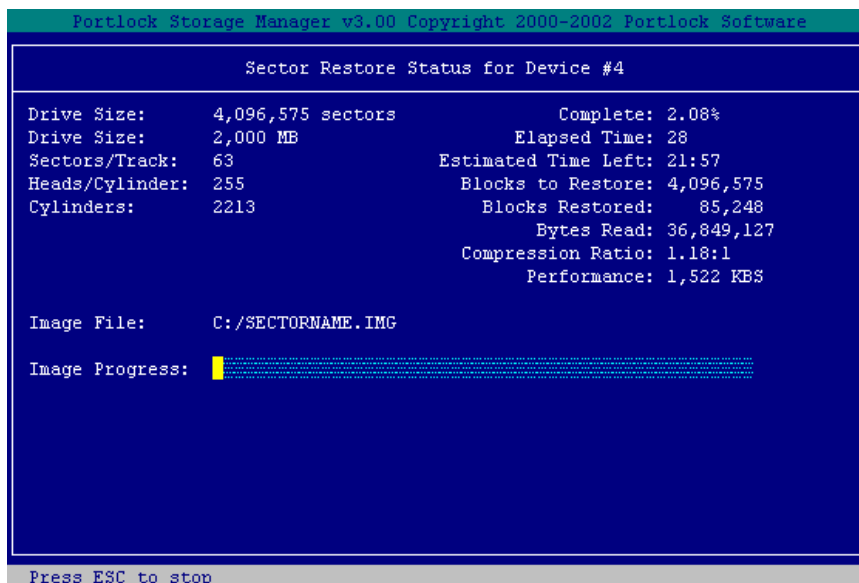 Portlock Storage Manager v3.00 Copyright 2000-2002 Portlock Software
Sector Restore Status for Device #4
Drive Size: 4,096,575 sectors Complete: 2.08%
Drive Size: 2,000 MB Elapsed Time: 28
Sectors/Track: 63 Estimated Time Left: 21:57
Heads/Cylinder: 255 Blocks to Restore: 4,096,575
Cylinders: 2213 Blocks Restored: 85,248
Bytes Read: 36,849,127
Compression Ratio: 1.18:1
Performance: 1,522 KBS
Image File: C:/SECTORNAME.IMG
Image Progress:
Press ESC to stop